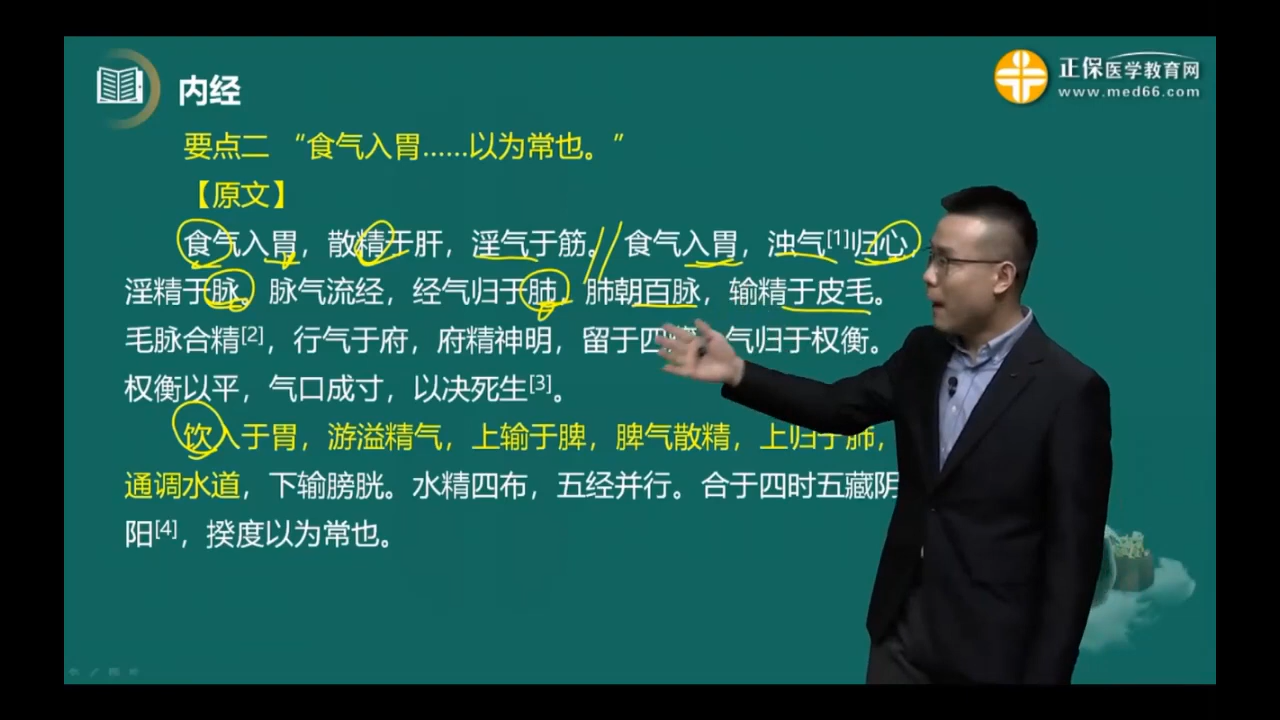 内经
正保医学教育网
www.med66.com
要点二 “食气入胃……以为常也。”
【原文】
食气入胃，散精于肝，淫气于筋。食气入胃，浊气[1]归心，
淫精于脉。脉气流经，经气归于肺，肺朝百脉，输精于皮毛。
毛脉合精[2]，行气于府，府精神明，留于四 气归于权衡。
权衡以平，气口成寸，以决死生[3]。
饮入于胃，游溢精气，上输于脾，脾气散精，上归于肺，
通调水道，下输膀胱。水精四布，五经并行。合于四时五藏阴
阳[4]，揆度以为常也。